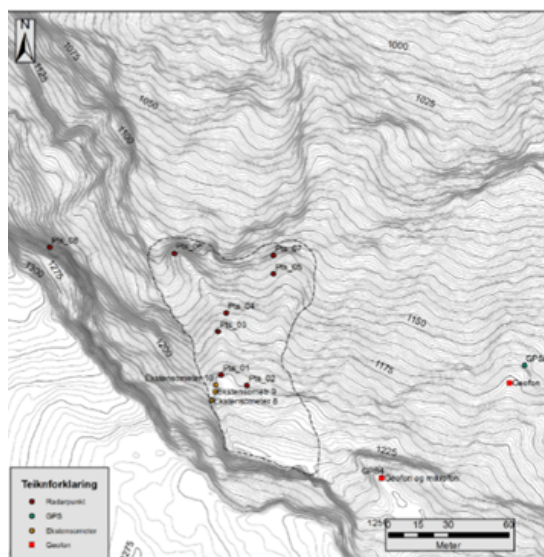 N
1000
1075
1125
1025
1050
1100
Pts_08
1275
1300
1200
Pts_07
Pts_04
Pts_03
1150
Pts_01
1175
GPS
Geofon
Pts_02
Ekstensometer 10
Ekstensometer 9
Ekstensometer 8
1225
GPS4
Geofon og mikrofon
Teiknforklaring
Radarpunkt
GPS
Ekstensometer
Geofon
0
15
30
60
Meter
1275